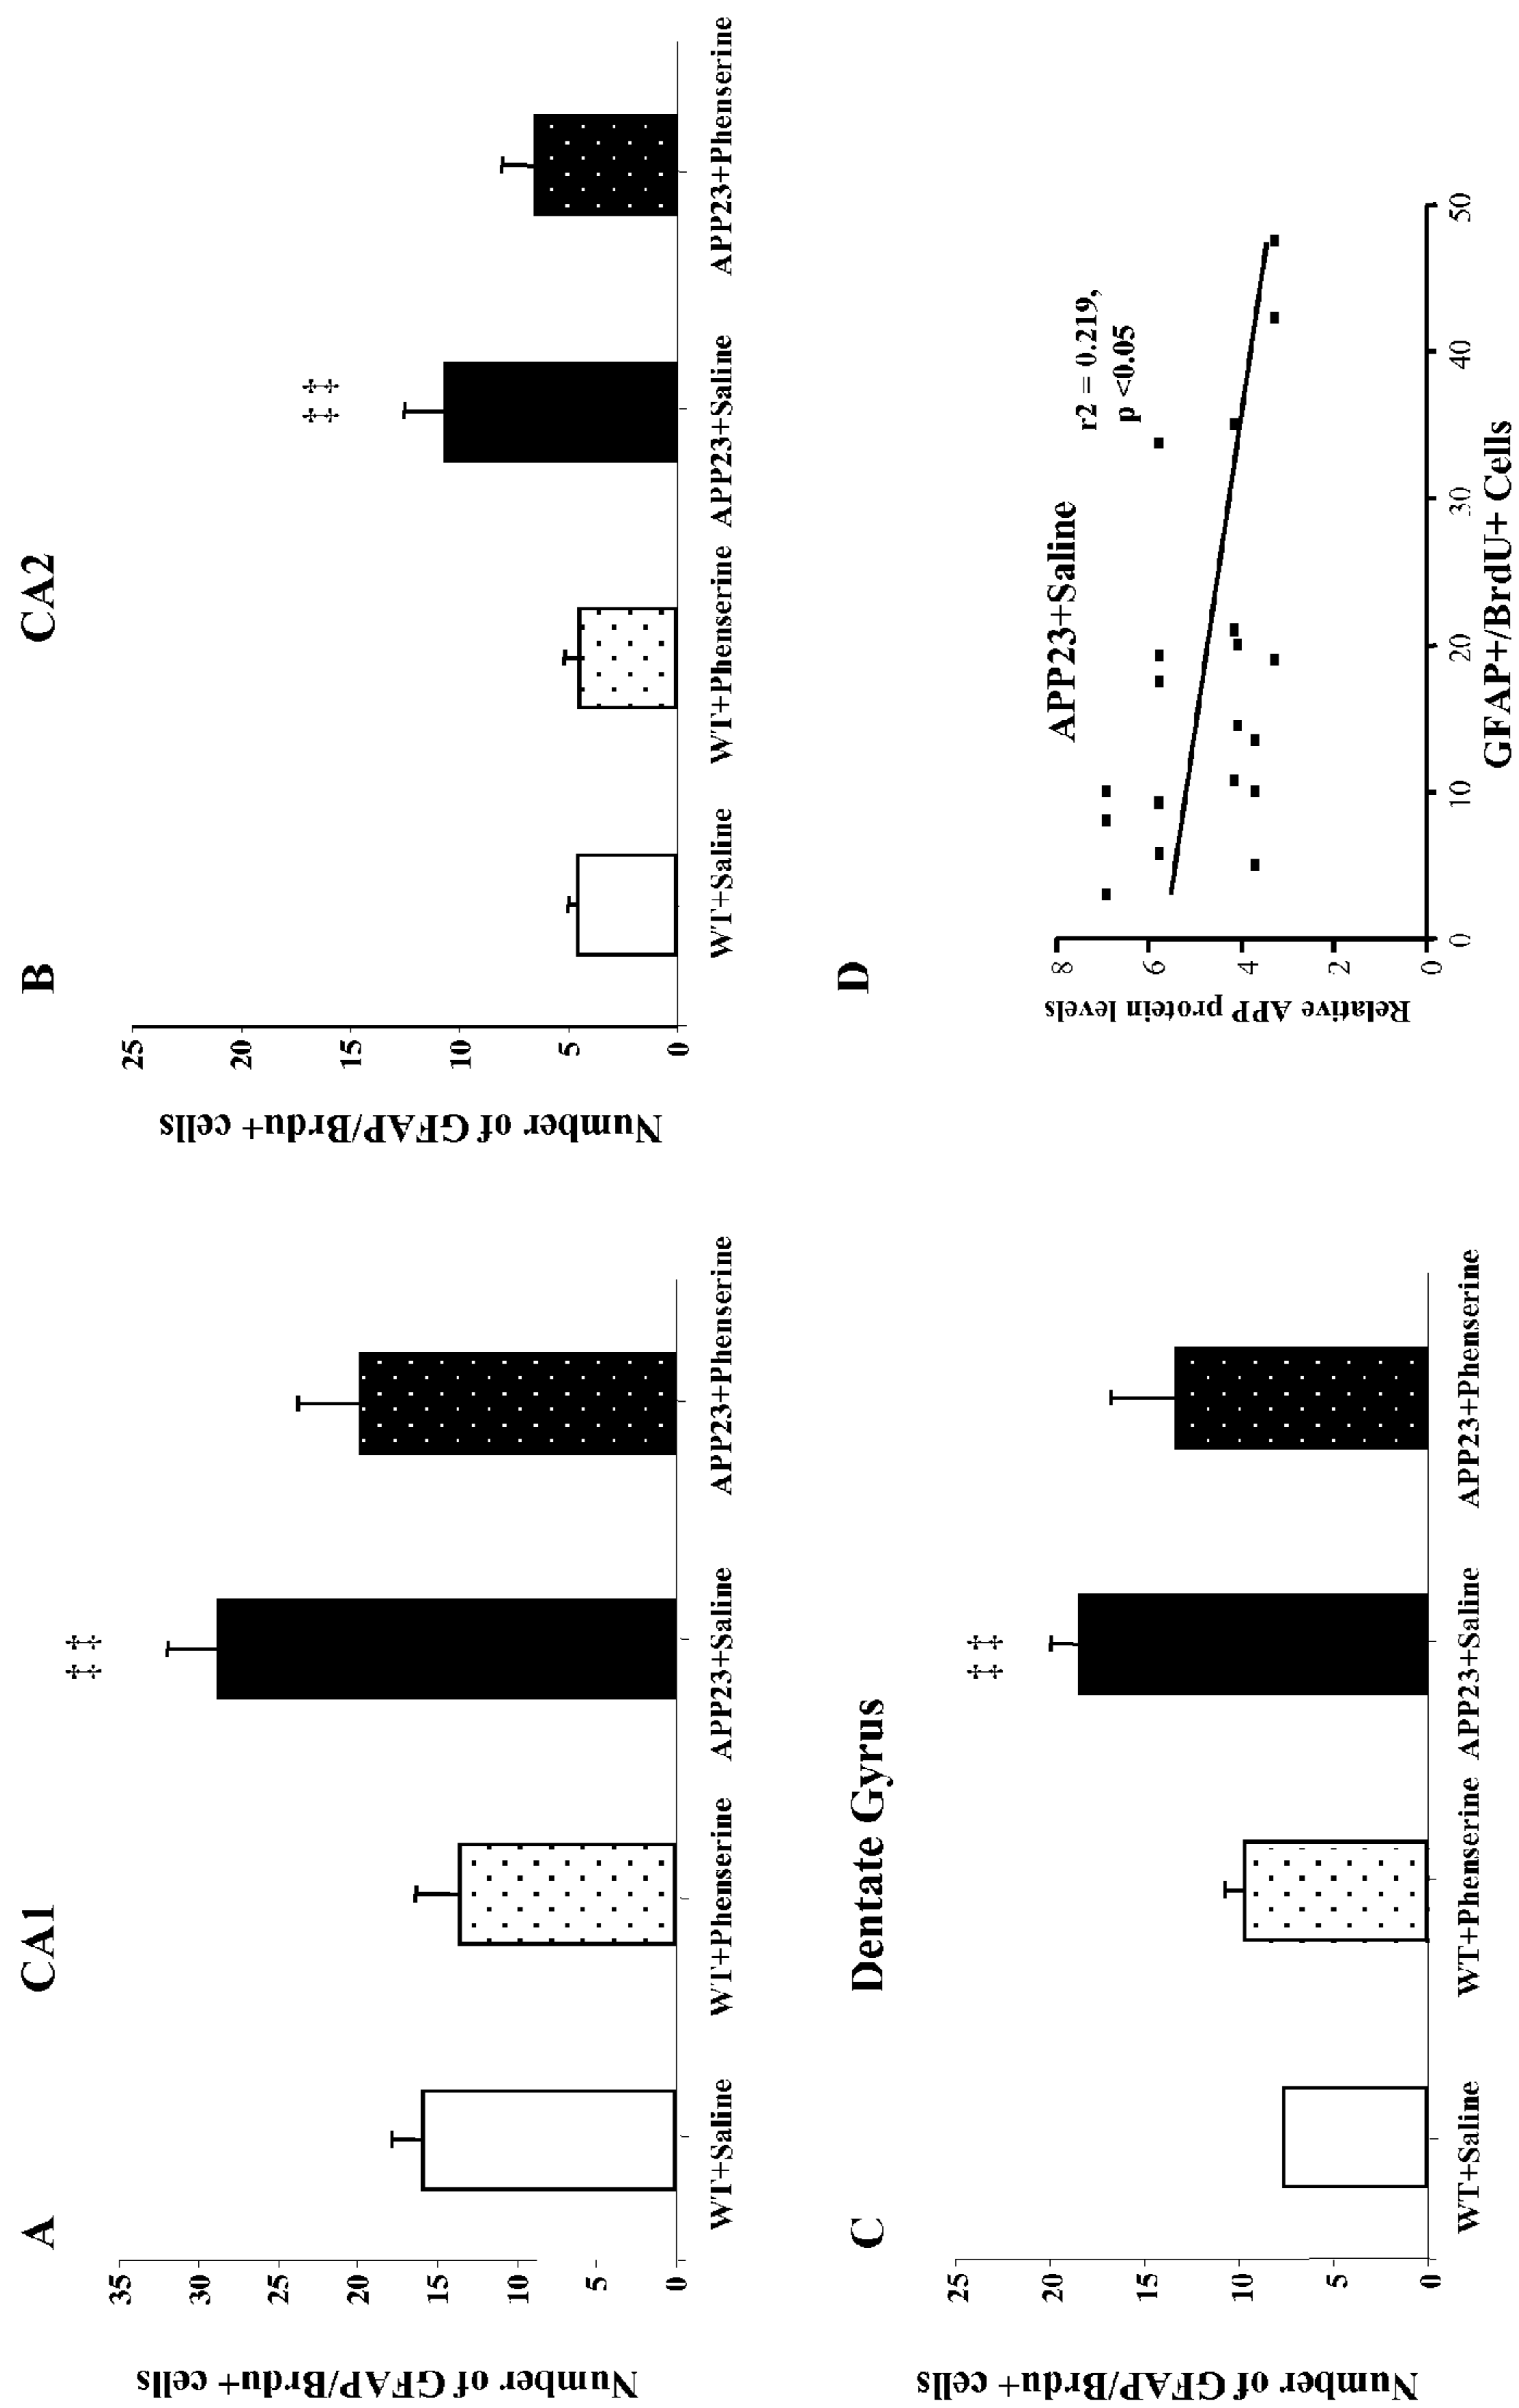 A
CA1
Number of GFAP/Brdu+ cells
35
30
25
20
15
10
5
0
‡‡
WT+Saline
WT+Phenserine
APP23+Saline
APP23+Phenserine
B
CA2
Number of GFAP/Brdu+ cells
25
20
15
10
5
0
‡‡
WT+Saline
WT+Phenserine
APP23+Saline
APP23+Phenserine
C
Dentate Gyrus
Number of GFAP/Brdu+ cells
25
20
15
10
5
0
‡‡
WT+Saline
WT+Phenserine
APP23+Saline
APP23+Phenserine
D
APP23+Saline
r2 = 0.219,
p <0.05
Relative APP protein levels
8
6
4
2
0
0
10
20
30
40
50
GFAP+/BrdU+ Cells